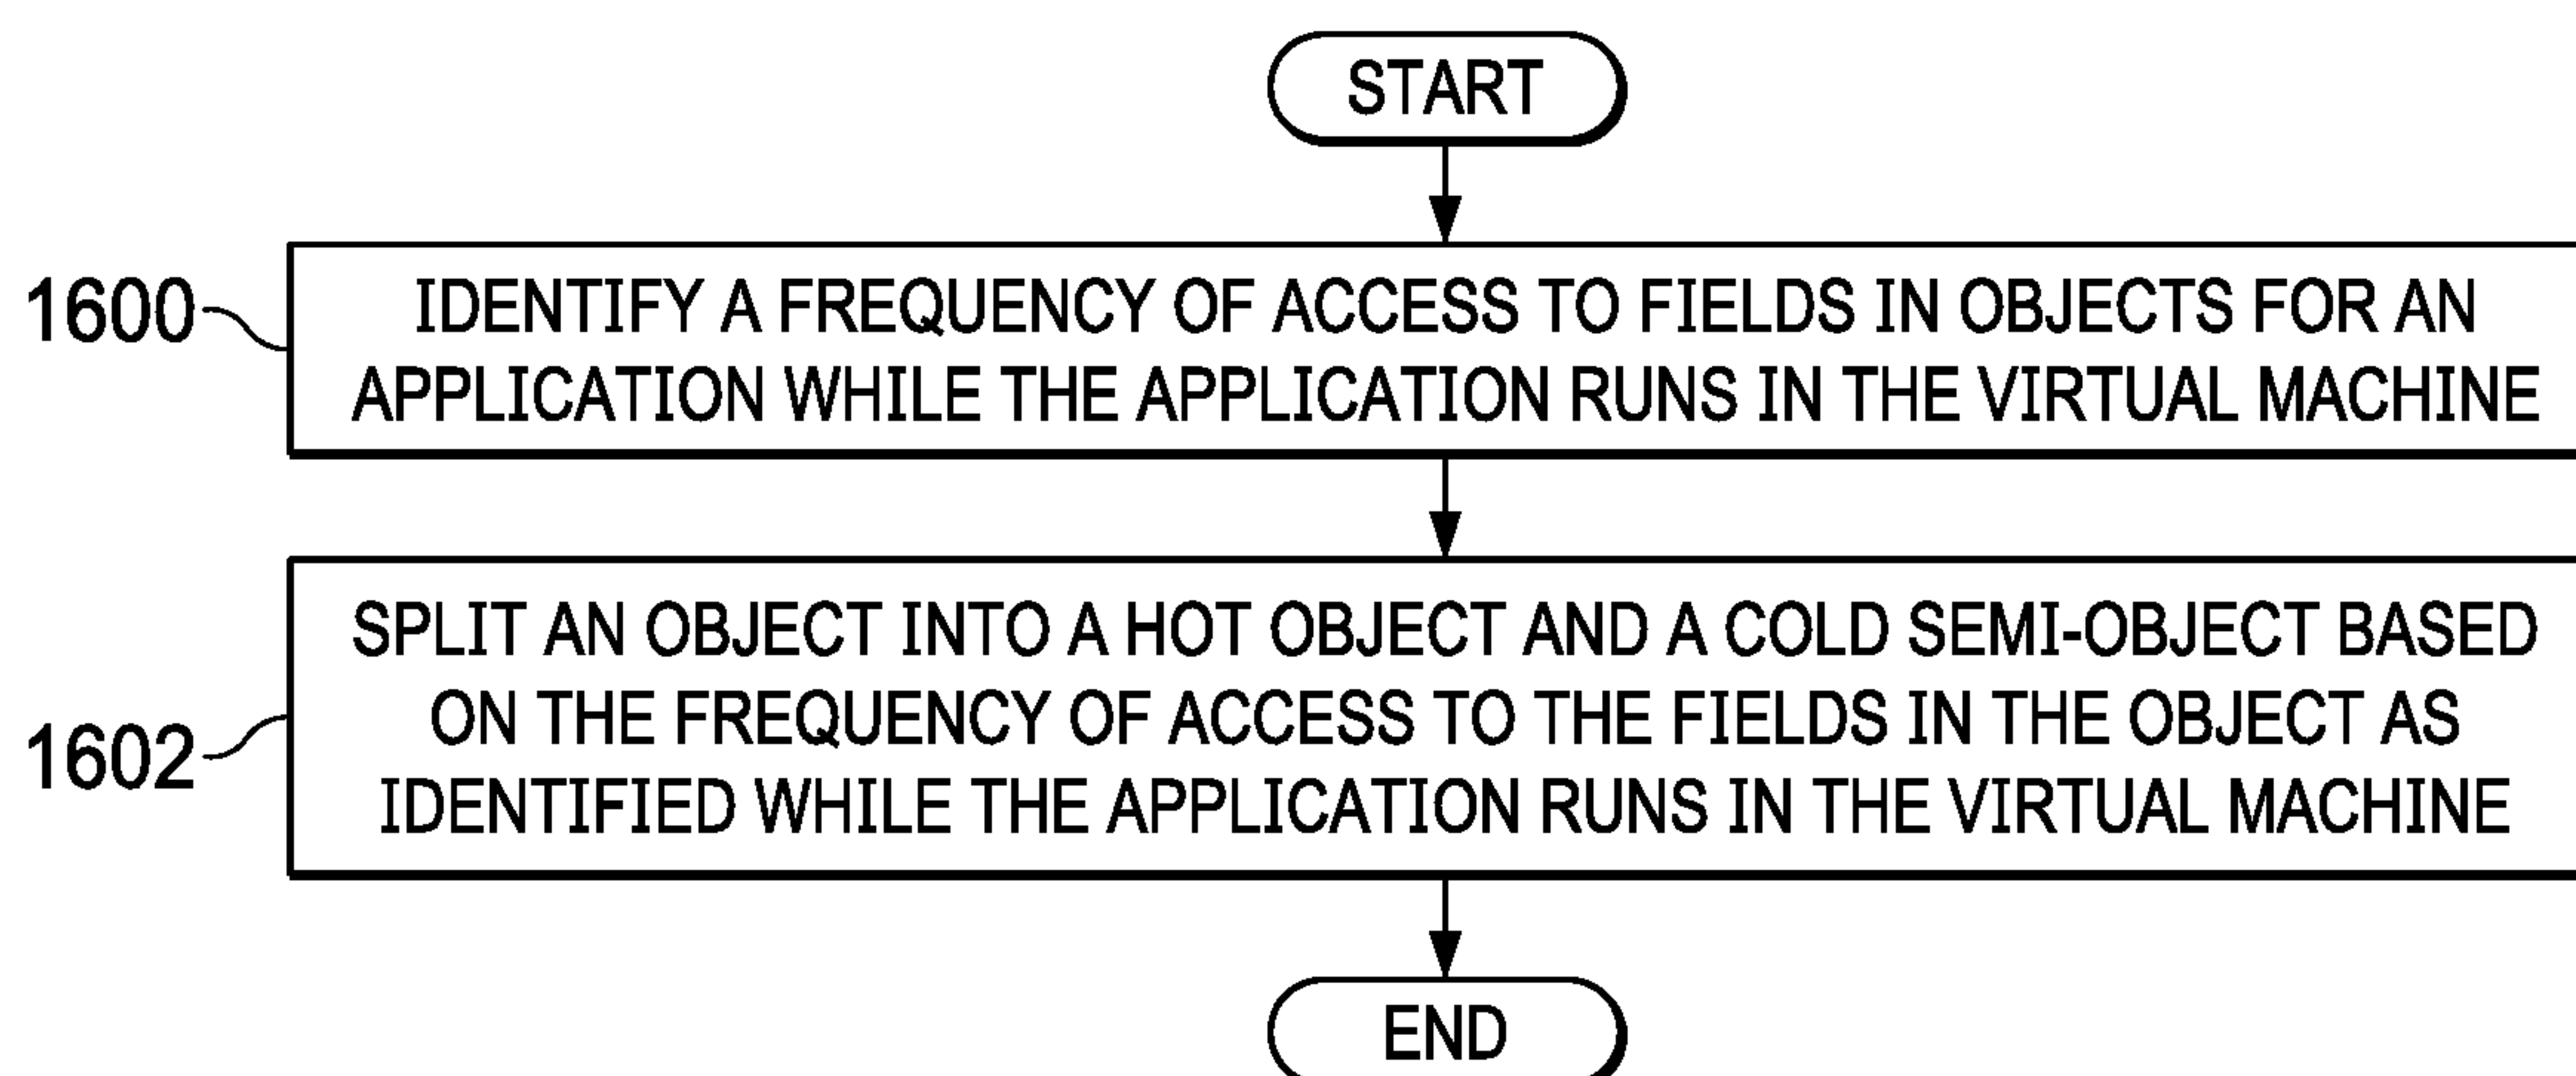 START
1600
IDENTIFY A FREQUENCY OF ACCESS TO FIELDS IN OBJECTS FOR AN
APPLICATION WHILE THE APPLICATION RUNS IN THE VIRTUAL MACHINE
SPLIT AN OBJECT INTO A HOT OBJECT AND A COLD SEMI-OBJECT BASED
ON THE FREQUENCY OF ACCESS TO THE FIELDS IN THE OBJECT AS
1602
IDENTIFIED WHILE THE APPLICATION RUNS IN THE VIRTUAL MACHINE
END